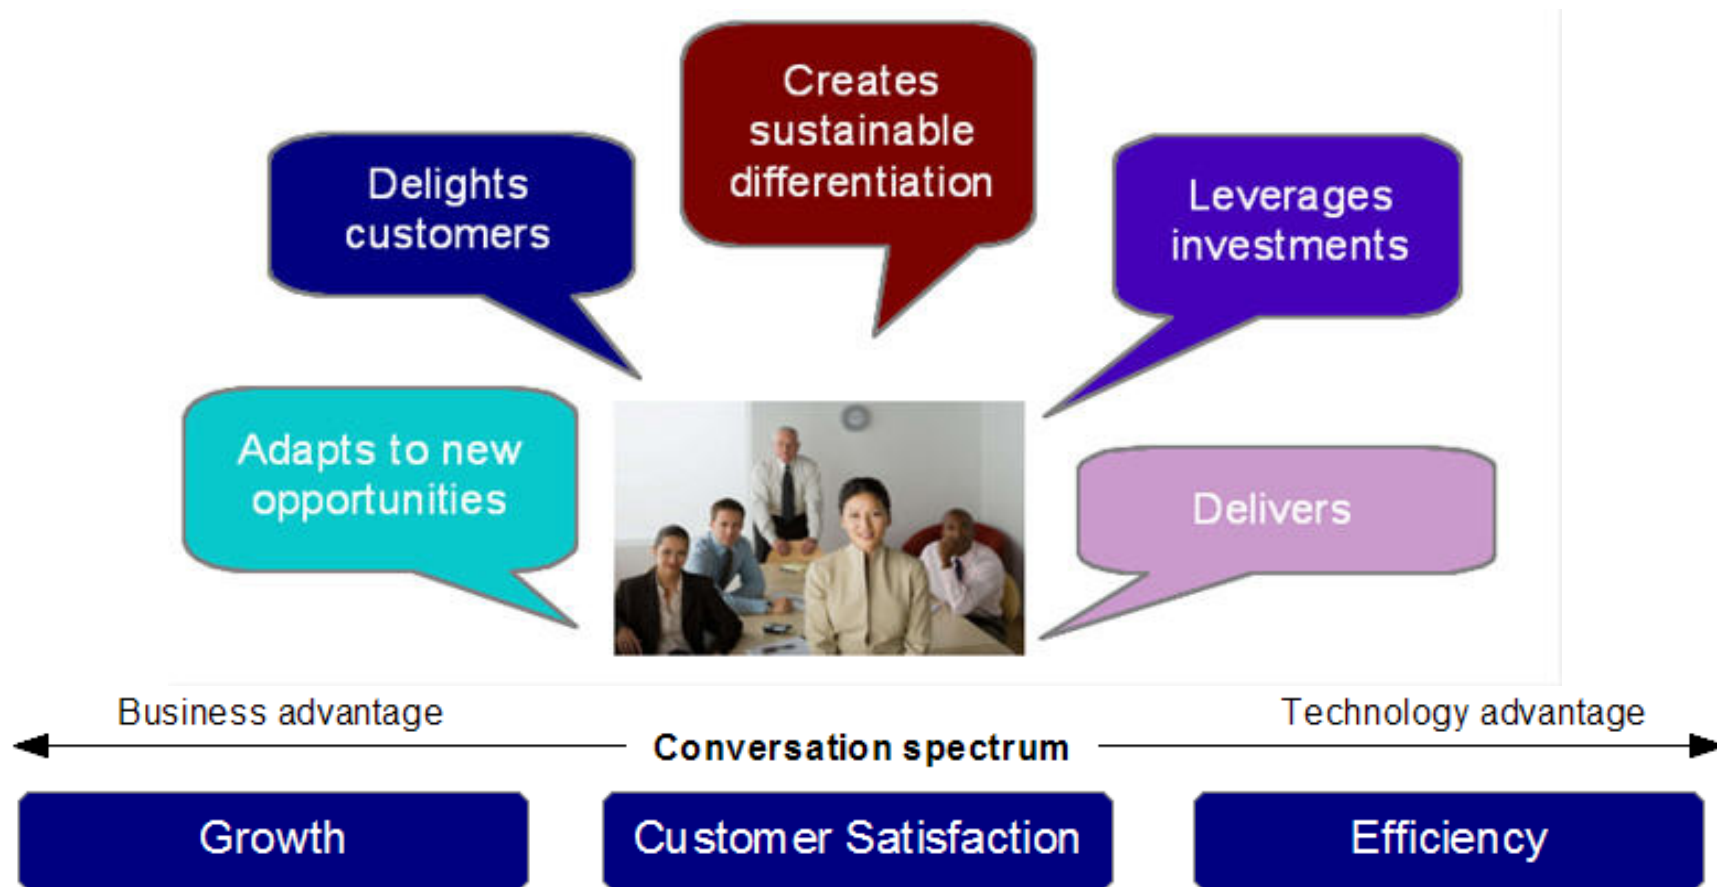 Creates
sustainable
differentiation
Delights
customers
Leverages
investments
Adapts to new
opportunities
Delivers
Business advantage
Technology advantage
Conversation spectrum
Growth
Customer Satisfaction
Efficiency